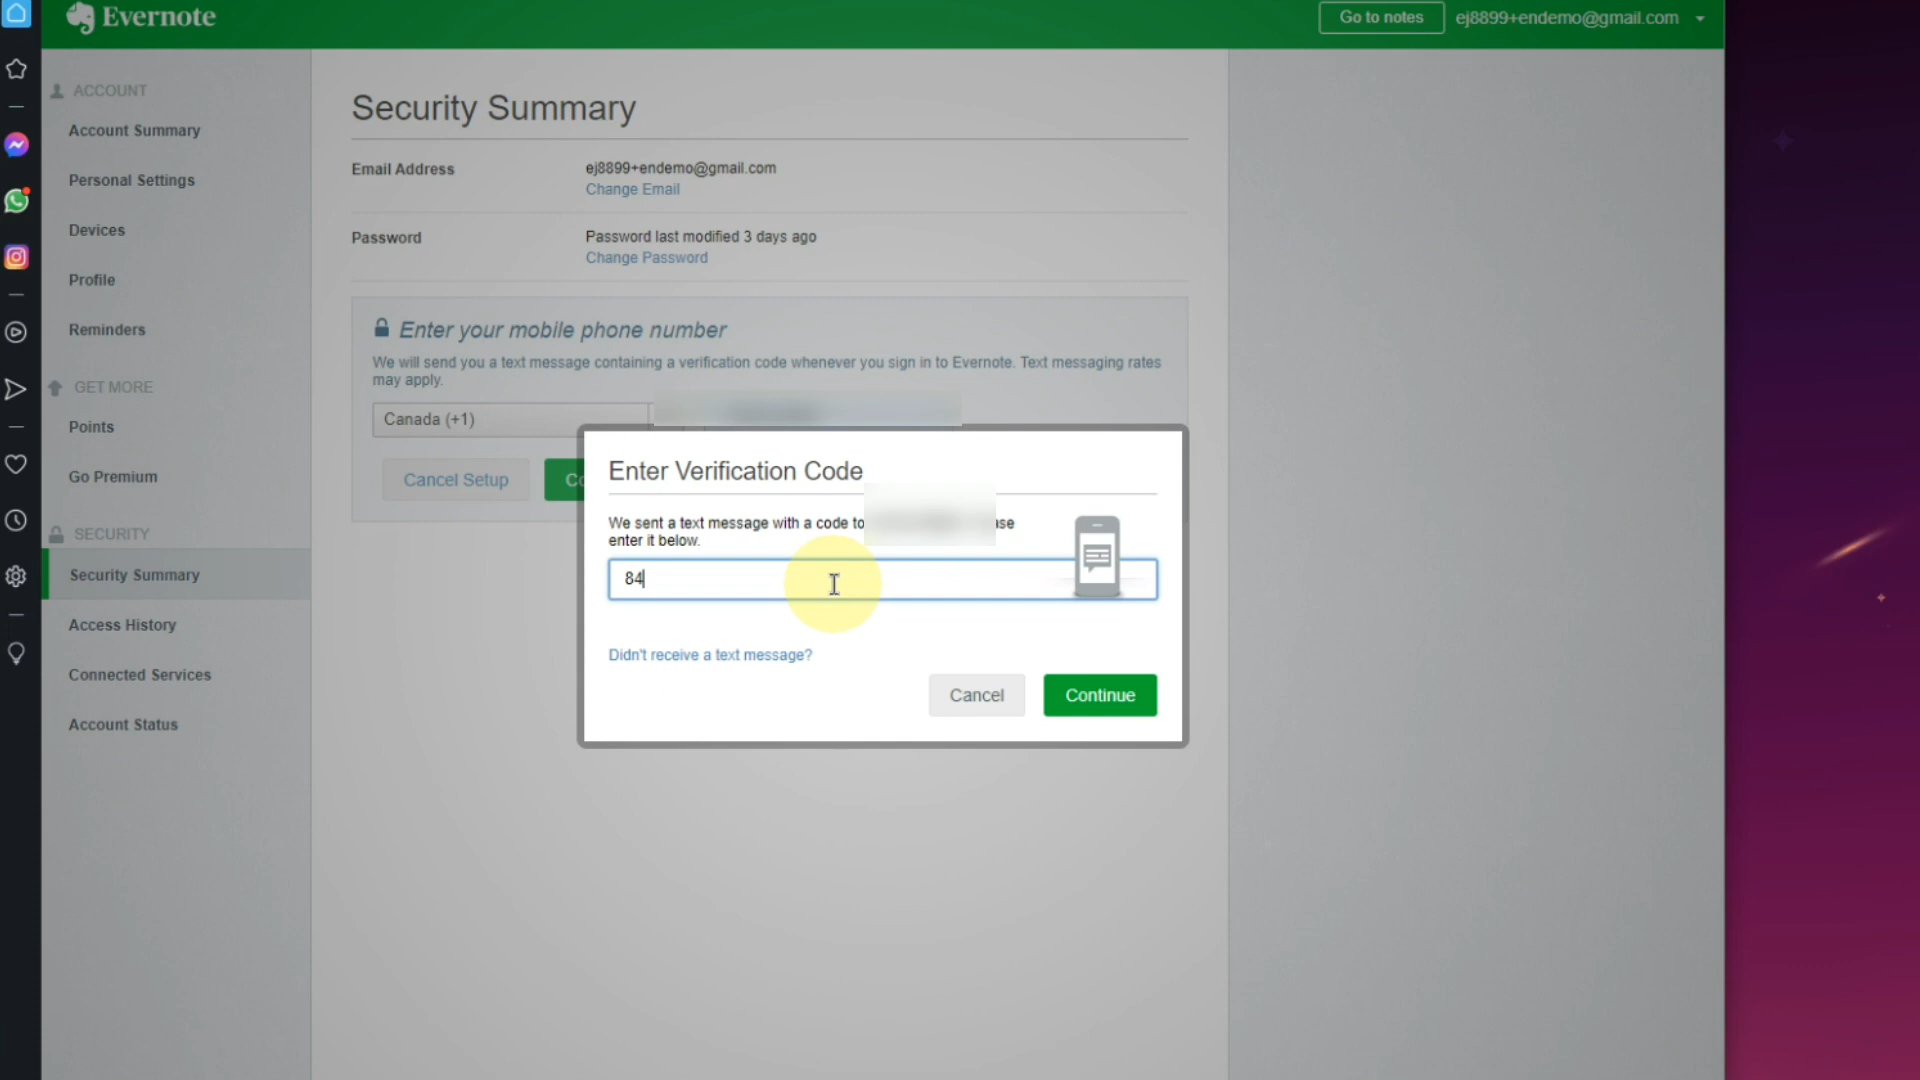 Evernote
Go to notes
ej8899+endemo@gmail.com
ACCOUNT
Account Summary
Personal Settings
Devices
Profile
Reminders
GET MORE
Points
Go Premium
SECURITY
Security Summary
Access History
Connected Services
Account Status
Security Summary
Email Address
ej8899+endemo@gmail.com
Change Email
Password
Password last modified 3 days ago
Change Password
Enter your mobile phone number
We will send you a text message containing a verification code whenever you sign in to Evernote. Text messaging rates
may apply.
Canada (+1)
Cancel Setup
Enter Verification Code
We sent a text message with a code to
enter it below.
84
Didn't receive a text message?
Cancel
Continue